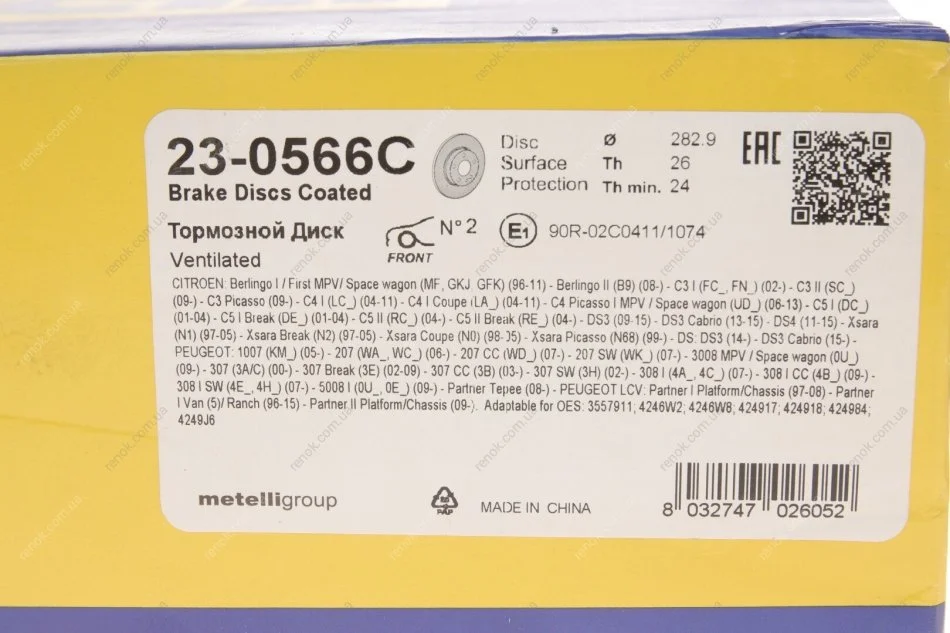 23-0566C
Brake Discs Coated
Disc Surface Protection
Ø 282.9
Th 26
Th min. 24
EAC
Тормозной Диск
Ventilated
FRONT
N° 2
E1
90R-02C0411/1074
CITROEN: Berlingo I / First MPV/ Space wagon (MF, GKJ, GFK) (96-11) - Berlingo II (B9) (08-) - C3 I (FC_, FN_) (02-) - C3 II (SC_)
(09-) - C3 Picasso (09-) - C4 I (LC_) (04-11) - C4 I Coupe (LA_) (04-11) - C4 Picasso I MPV / Space wagon (UD_) (06-13) - C5 I (DC_)
(01-04) - C5 I Break (DE_) (01-04) - C5 II (RC_) (04-) - C5 II Break (RE_) (04-) - DS3 (09-15) - DS3 Cabrio (13-15) - DS4 (11-15) - Xsara
(N1) (97-05) - Xsara Break (N2) (97-05) - Xsara Coupe (N0) (98-05) - Xsara Picasso (N68) (99-) - DS: DS3 (14-) - DS3 Cabrio (15-) -
PEUGEOT: 1007 (KM_) (05-) - 207 (WA_, WC_) (06-) - 207 CC (WD_) (07-) - 207 SW (WK_) (07-) - 3008 MPV / Space wagon (0U_)
(09-) - 307 (3A/C) (00-) - 307 Break (3E) (02-09) - 307 CC (3B) (03-) - 307 SW (3H) (02-) - 308 I (4A_, 4C_) (07-) - 308 I CC (4B_) (09-) -
308 I SW (4E_, 4H_) (07-) - 5008 I (0U_, 0E_) (09-) - Partner Tepee (08-) - PEUGEOT LCV: Partner I Platform/Chassis (97-08) - Partner
I Van (5)/ Ranch (96-15) - Partner II Platform/Chassis (09-). Adaptable for OES: 3557911; 4246W2; 4246W8; 424917; 424918; 424984;
4249J6
metelligroup
PAP
MADE IN CHINA
8 032747 026052
renok.com.ua